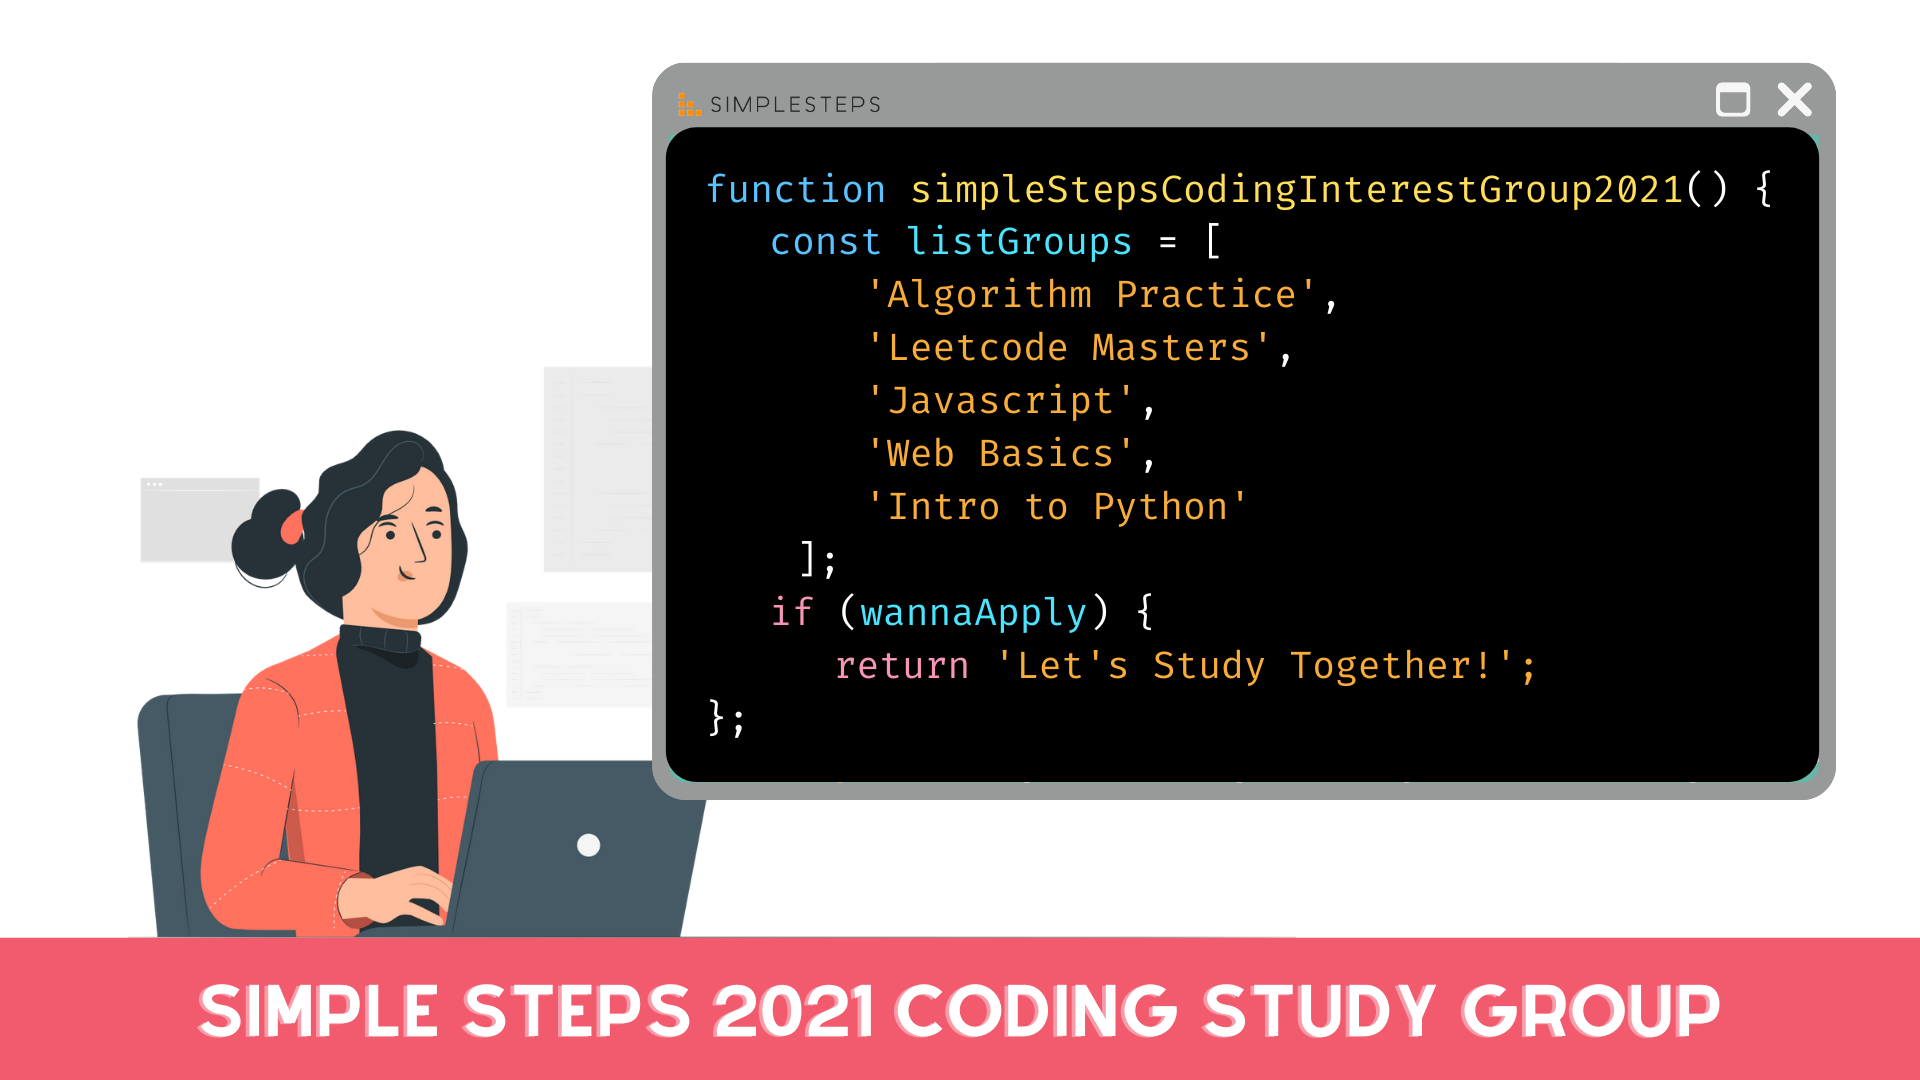 SIMPLESTEPS
function simpleStepsCodingInterestGroup2021() {
const listGroups = [
'Algorithm Practice',
'Leetcode Masters',
'Javascript',
'Web Basics',
'Intro to Python'
];
if (wannaApply) {
return 'Let's Study Together!';
};
SIMPLE STEPS 2021 CODING STUDY GROUP